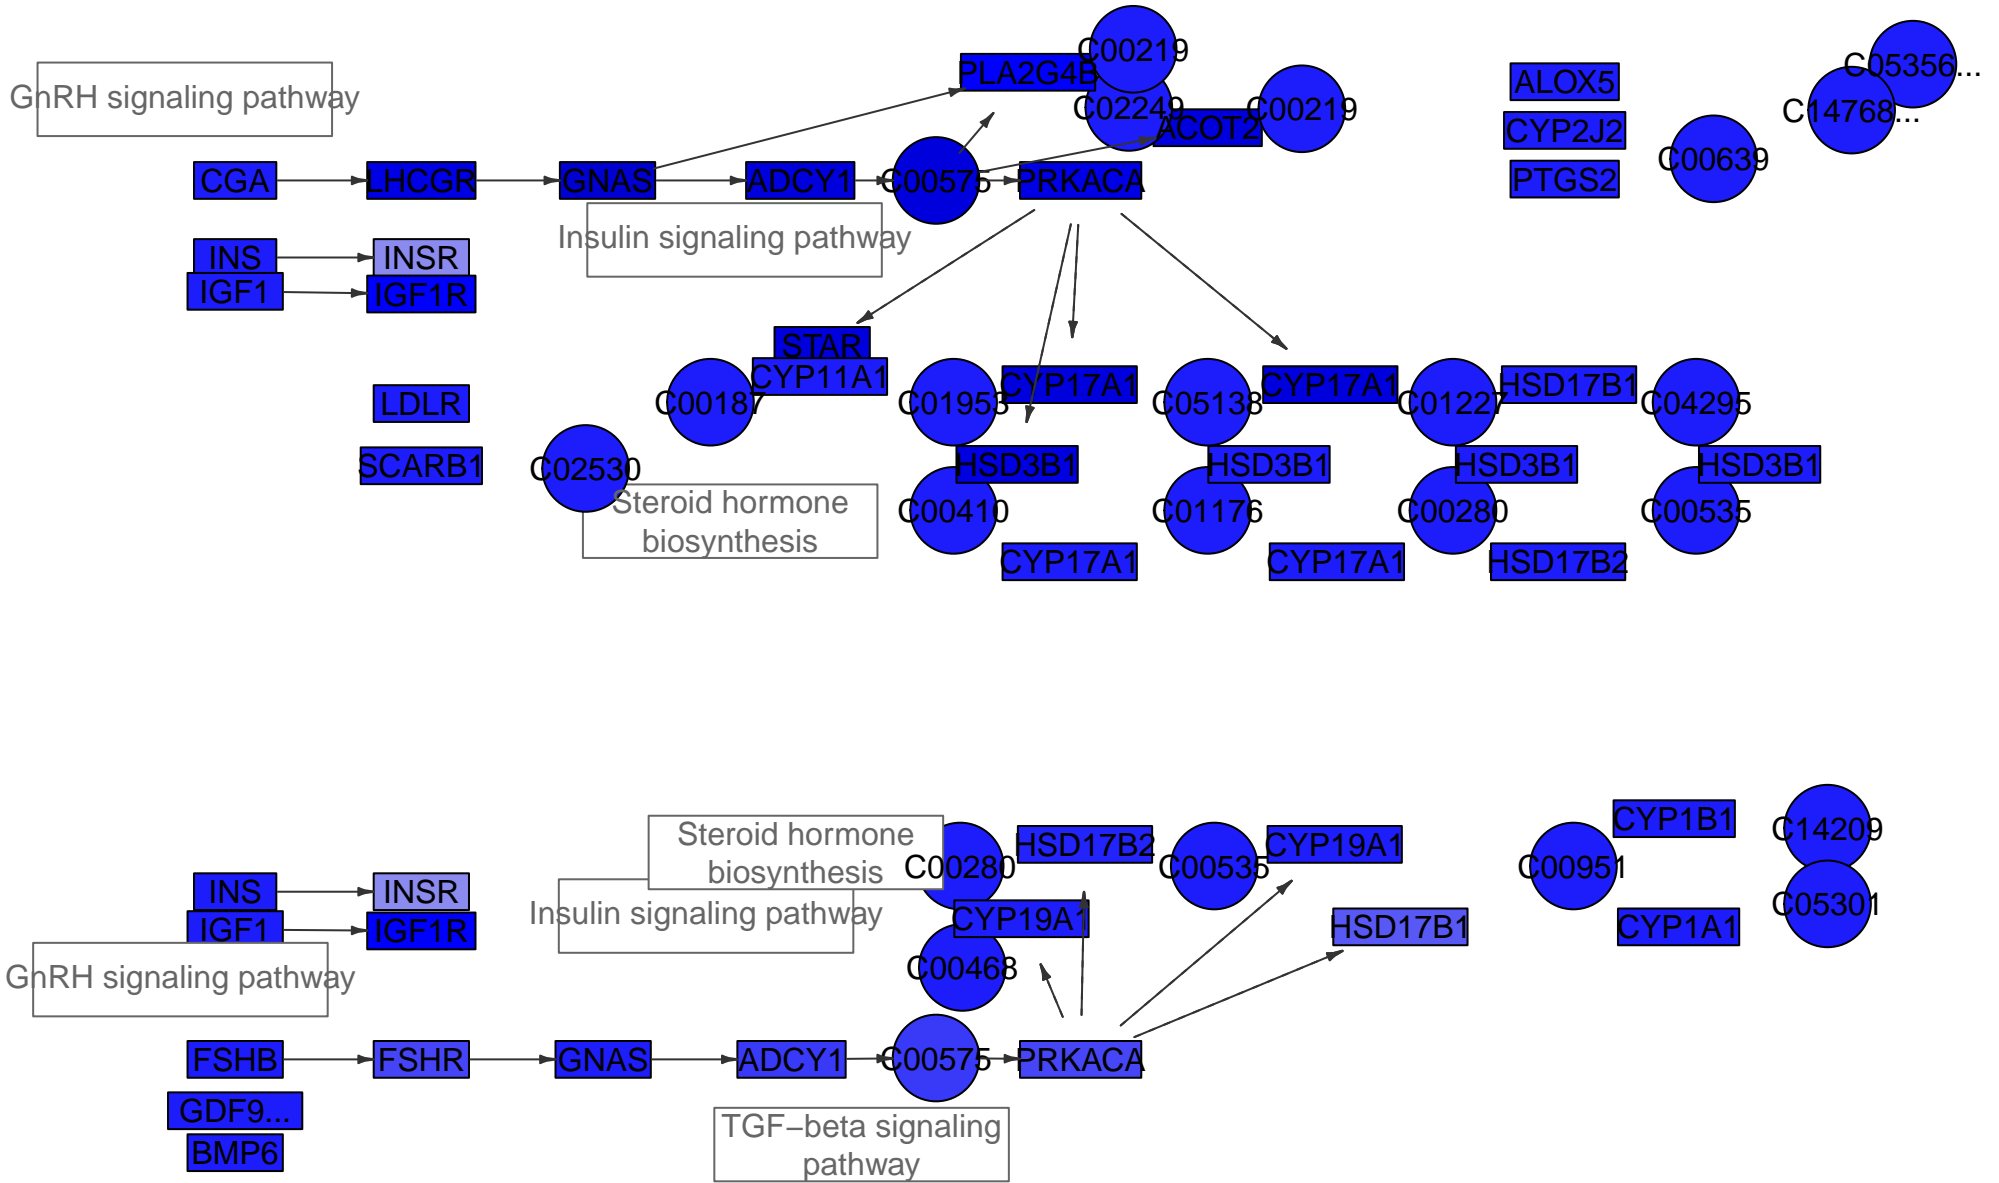 C00219
C05356...
PLA2G4B
ALOX5
GnRH signaling pathway
C02249
C00219
C14768...
ACOT2
CYP2J2
C00639
CGA
LHCGR
GNAS
ADCY1
C00575
PRKACA
PTGS2
Insulin signaling pathway
INS
INSR
IGF1
IGF1R
STAR
CYP11A1
CYP17A1
CYP17A1
HSD17B1
LDLR
C00187
C01953
C05138
C01227
C04295
SCARB1
C02530
HSD3B1
HSD3B1
HSD3B1
HSD3B1
Steroid hormone
biosynthesis
C00410
C01176
C00280
C00535
CYP17A1
CYP17A1
HSD17B2
CYP1B1
C14209
Steroid hormone
biosynthesis
HSD17B2
CYP19A1
C00280
C00535
C00951
INS
INSR
C05301
Insulin signaling pathway
CYP19A1
IGF1
IGF1R
HSD17B1
CYP1A1
GnRH signaling pathway
C00468
FSHB
FSHR
GNAS
ADCY1
C00575
PRKACA
GDF9...
TGF−beta signaling
pathway
BMP6